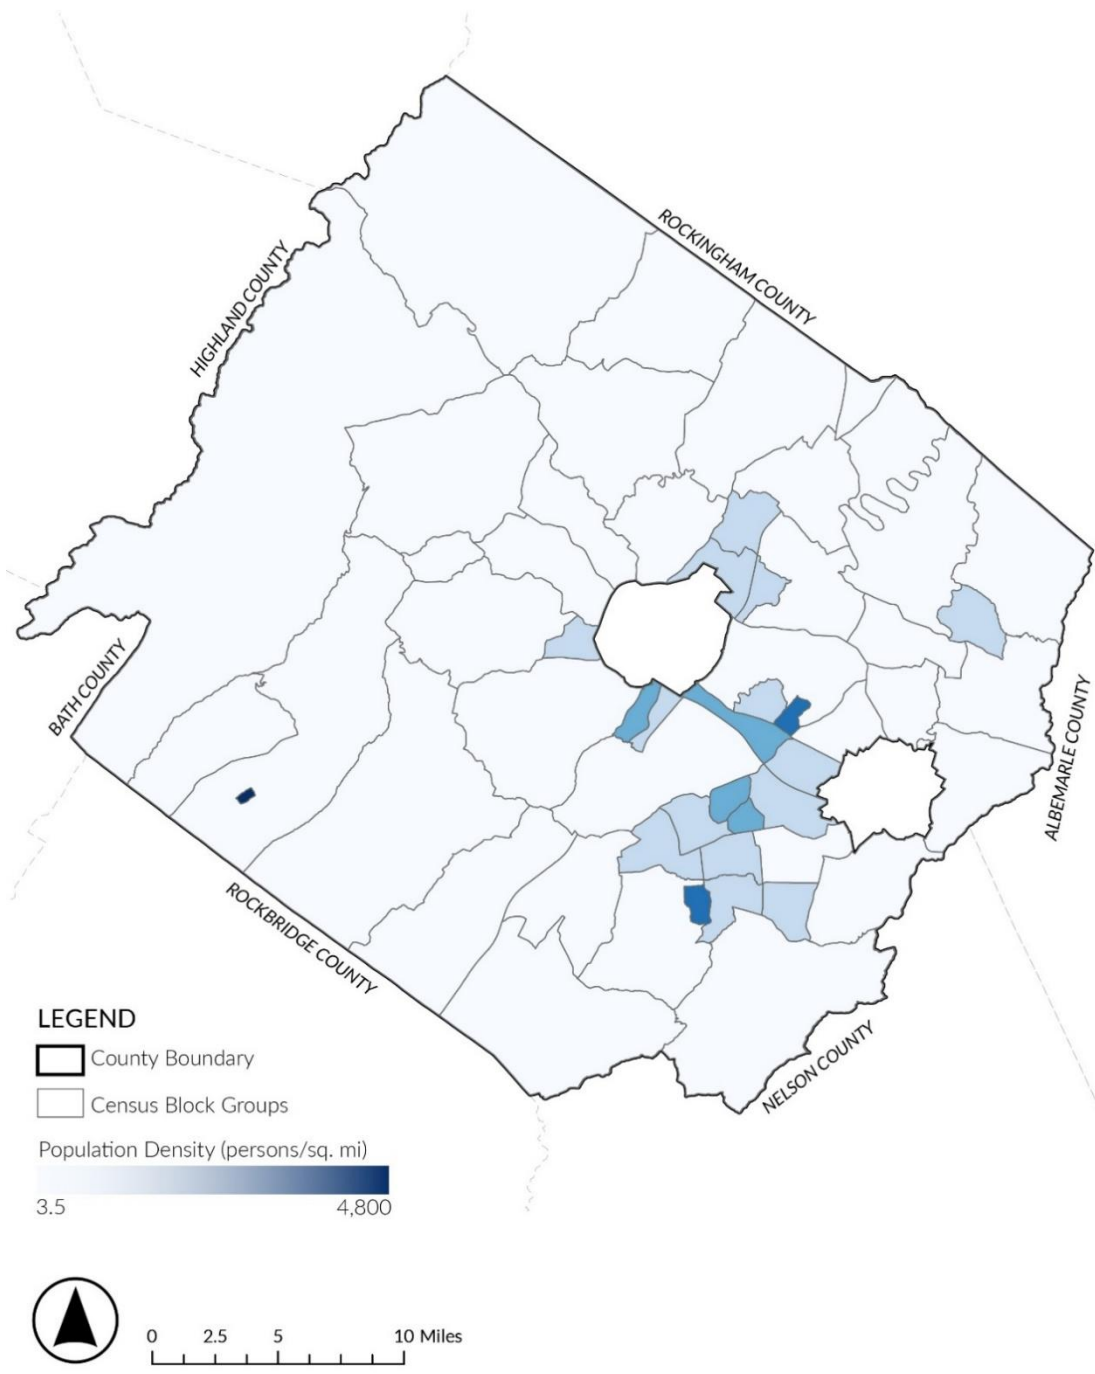 ROCKINGHAM COUNTY
HIGHLAND COUNTY
BATH COUNTY
ALBEMARLE COUNTY
ROCKBRIDGE COUNTY
NELSON COUNTY
LEGEND
County Boundary
Census Block Groups
Population Density (persons/sq. mi)
3.5 4,800
0 2.5 5 10 Miles